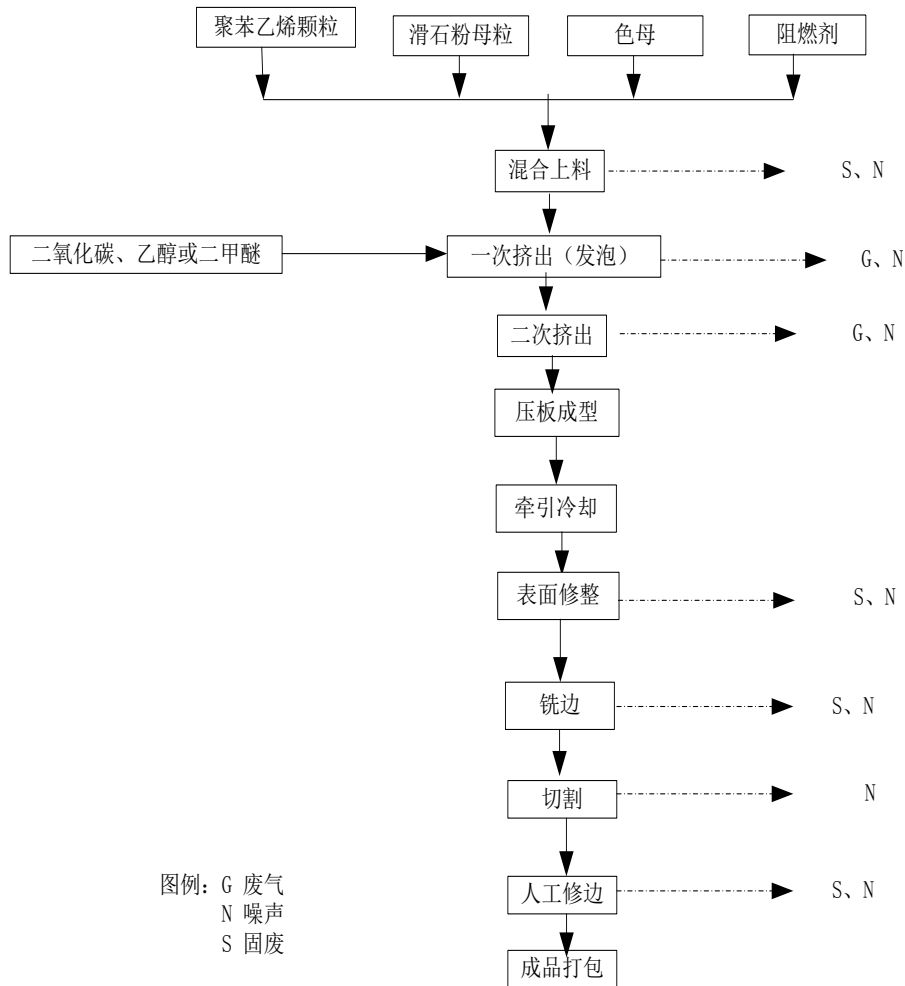 聚苯乙烯颗粒
滑石粉母粒
色母
阻燃剂
混合上料
S、N
二氧化碳、乙醇或二甲醚
一次挤出（发泡）
G、N
二次挤出
G、N
压板成型
牵引冷却
表面修整
S、N
铣边
S、N
切割
N
人工修边
S、N
成品打包
图例：G 废气
N 噪声
S 固废